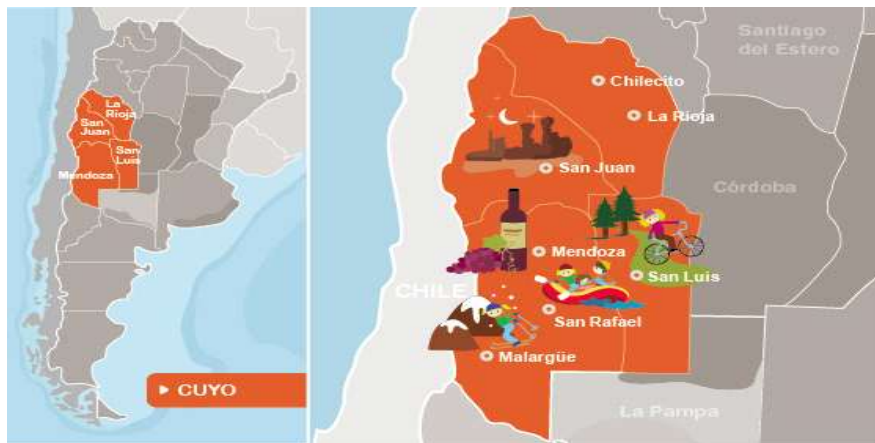 La
Rioja
San
Juan
San
Luis
Mendoza
CUYO
Santiago
del Estero
Chilecito
La Rioja
San Juan
Córdoba
Mendoza
San Luis
CHILE
San Rafael
Malargüe
La Pampa